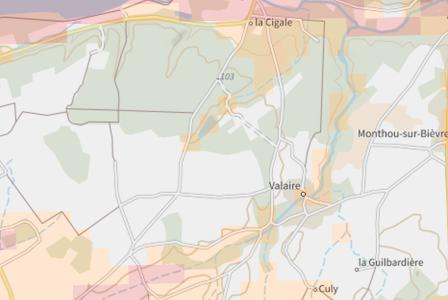 la Cigale
103
Monthou-sur-Bièvre
Valaire
la Guilbardière
Culy